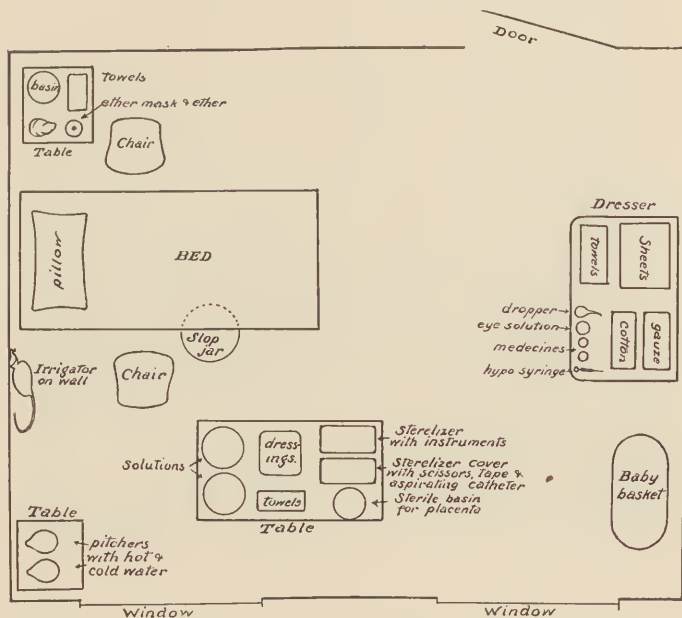 Door
basin
Towels
ether mask & ether
Table
Chair
pillow
BED
Slop
jar
Irrigator
on wall
Chair
Dresser
Towels
Sheets
dropper
eye solution
medecines
hypo syringe
cotton
gauze
Solutions
dress-
ings.
towels
Sterelizer
with instruments
Sterelizer cover
with scissors, Tape &
aspirating catheter
Sterile basin
for placenta
Table
Baby
basket
Table
pitchers
with hot &
cold water
Window
Window